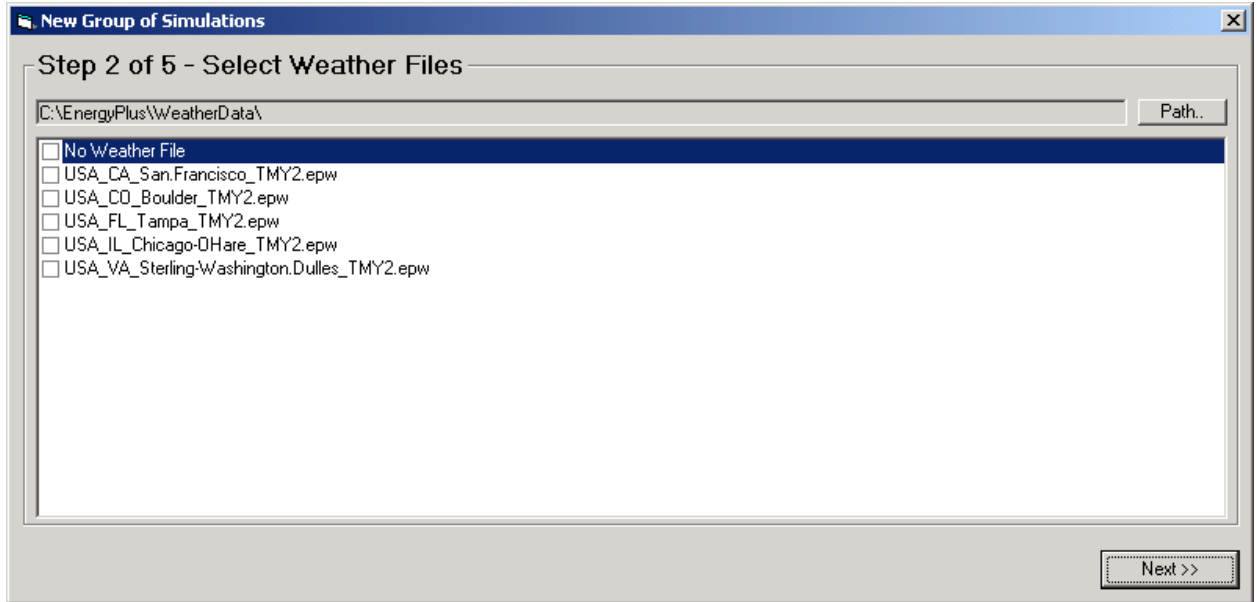 New Group of Simulations
Step 2 of 5 - Select Weather Files
C:\EnergyPlus\WeatherData\
Path..
No Weather File
USA_CA_San.Francisco_TMY2.epw
USA_CO_Boulder_TMY2.epw
USA_FL_Tampa_TMY2.epw
USA_IL_Chicago-OHare_TMY2.epw
USA_VA_Sterling-Washington.Dulles_TMY2.epw
Next >>